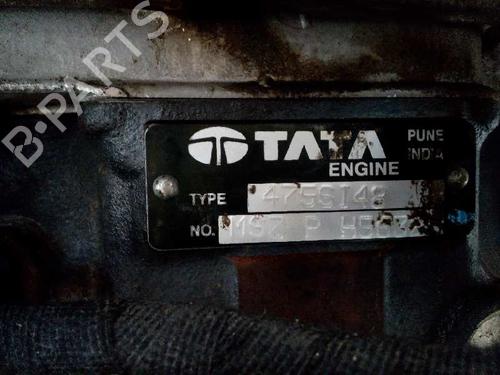 B-PARTS
TATA
PUNE
INDIA
ENGINE
TYPE 475SI48
NO.